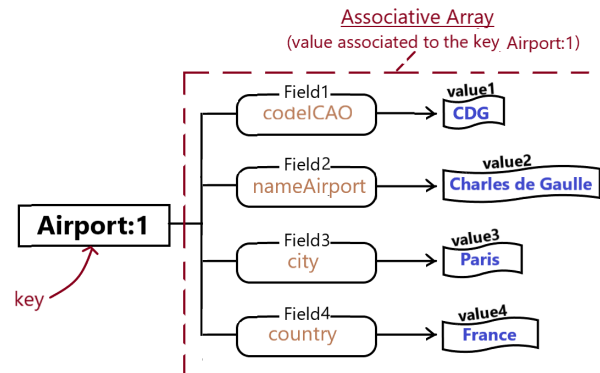 Associative Array
(value associated to the key Airport:1)
Field1
codeICAO
value1
CDG
Field2
nameAirport
value2
Charles de Gaulle
Airport:1
Field3
city
value3
Paris
key
Field4
country
value4
France